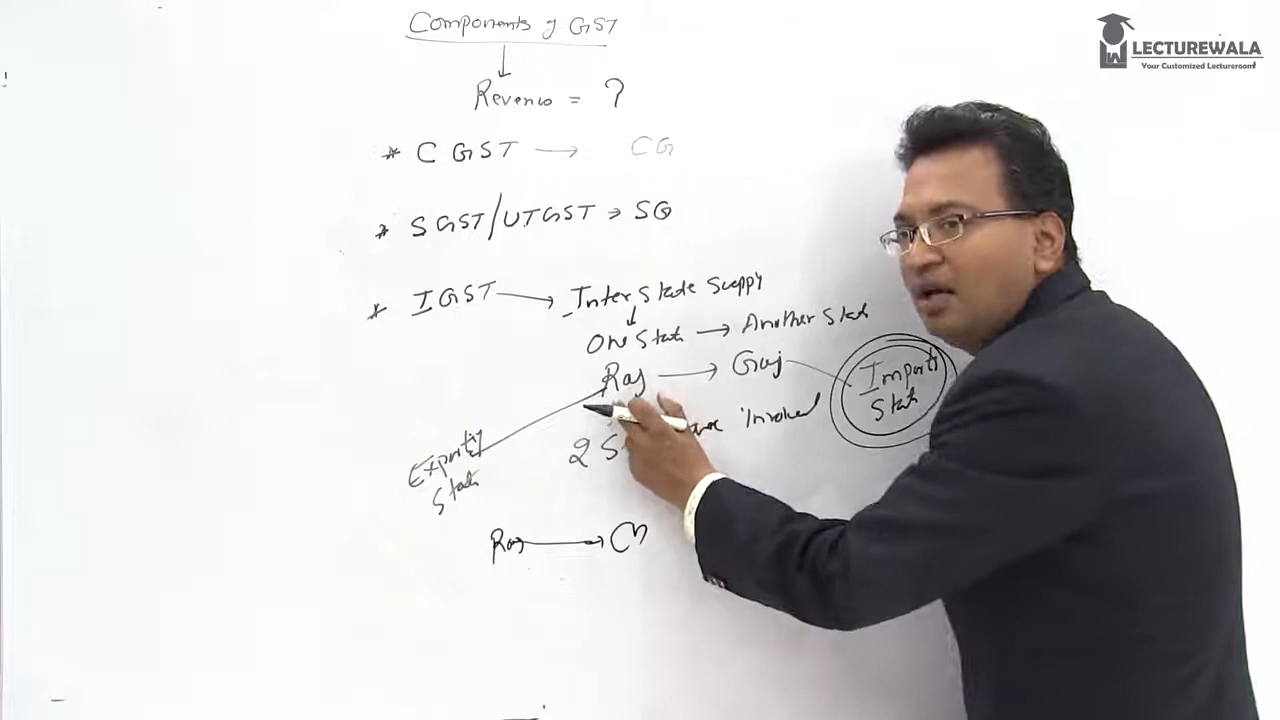 Components of GST
Revenue = ?
* CGST → CG
* SGST/UTGST → SG
* IGST → Inter State Supply
One State → Another State
Raj → Guj
Importing State
2 Involved
Exporting State
Raj → CH
LECTUREWALA
Your Customized Lectureroom!